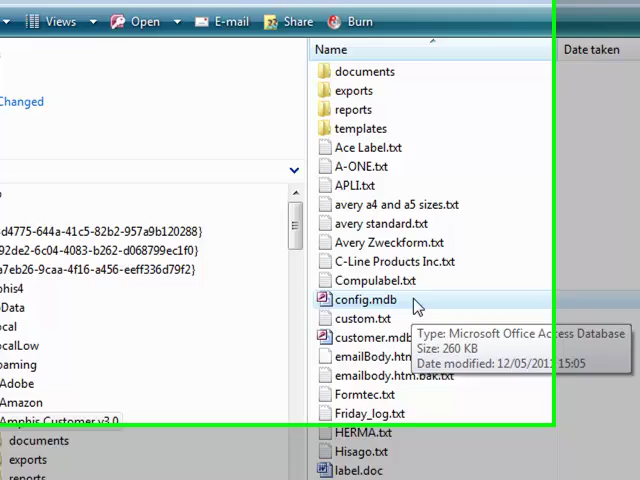 Views Open E-mail Share Burn
Name Date taken
Changed
documents
exports
reports
templates
Ace Label.txt
A-ONE.txt
APLI.txt
avery a4 and a5 sizes.txt
avery standard.txt
Avery Zweckform.txt
C-Line Products Inc.txt
Compulabel.txt
config.mdb
custom.txt
customer.mdb
emailBody.htm
emailbody.htm.bak.txt
Formtec.txt
Friday_log.txt
HERMA.txt
Hisago.txt
label.doc
Type: Microsoft Office Access Database
Size: 260 KB
Date modified: 12/05/2011 15:05
d4775-644a-41c5-82b2-957a9b120288}
92de2-6c04-4083-b262-d068799ec1f0}
a7eb26-9caa-4f16-a456-eeff336d79f2}
phis4
Data
ocal
ocalLow
oaming
Adobe
Amazon
Amphis Customer v3.0
documents
exports
reports